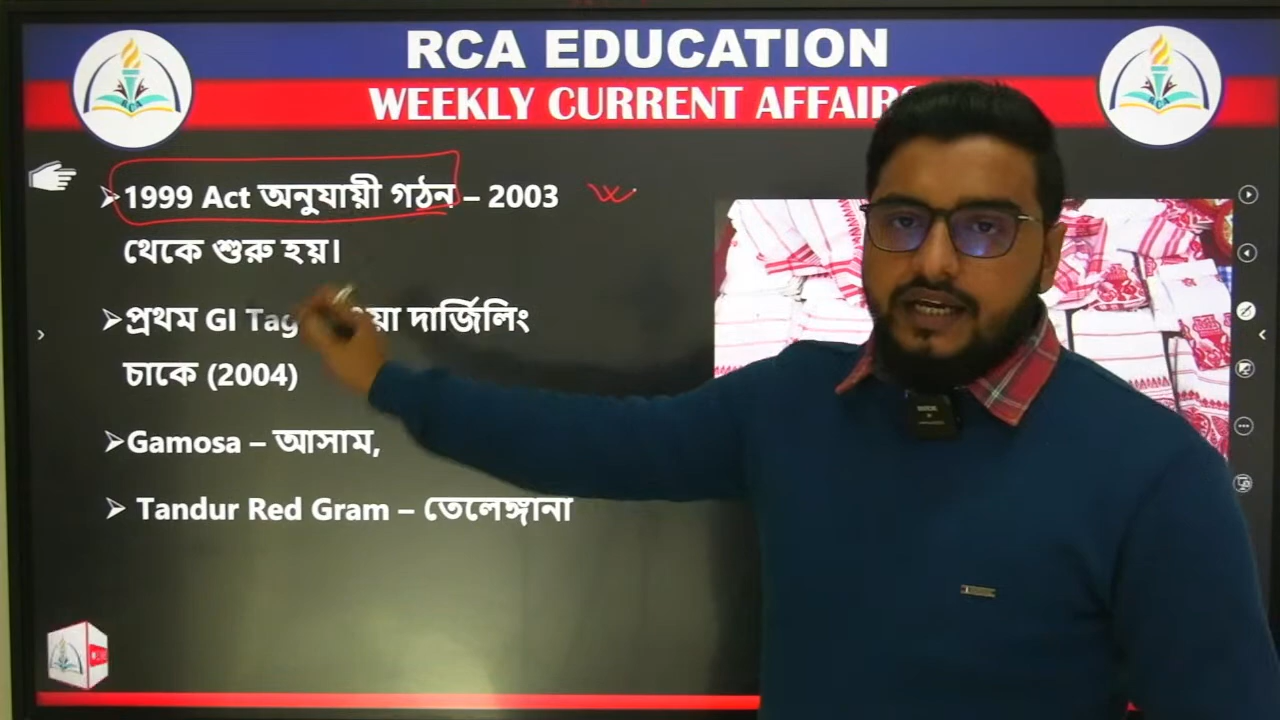 RCA EDUCATION
WEEKLY CURRENT AFFAIRS
➢1999 Act অনুযায়ী গঠন – 2003
থেকে শুরু হয়।
➢প্রথম GI Tag দার্জিলিং
চাকে (2004)
➢Gamosa – আসাম,
➢ Tandur Red Gram – তেলেঙ্গানা